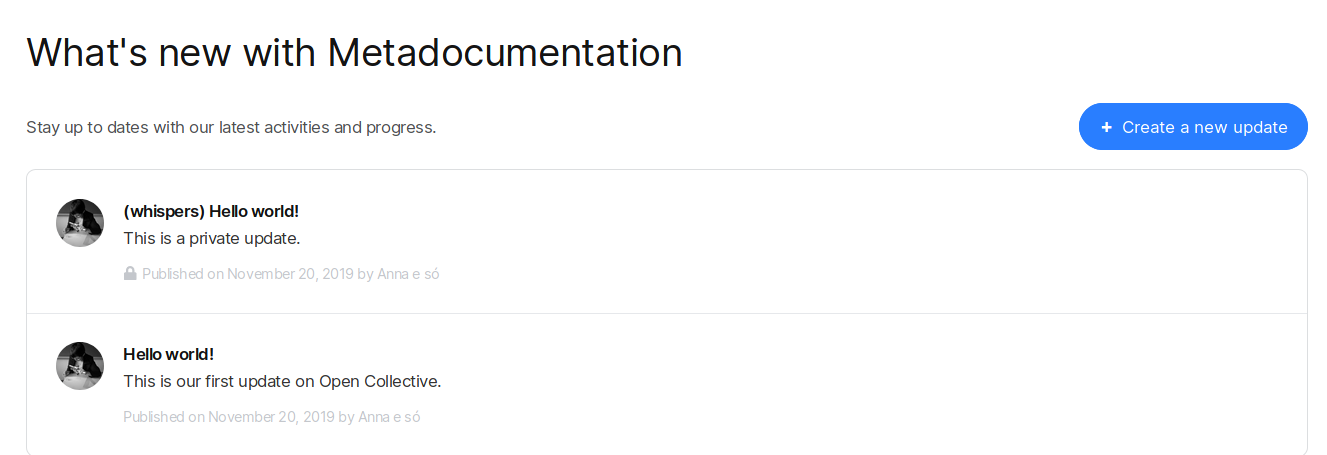 What's new with Metadocumentation
Stay up to dates with our latest activities and progress.
+ Create a new update
(whispers) Hello world!
This is a private update.
Published on November 20, 2019 by Anna e só
Hello world!
This is our first update on Open Collective.
Published on November 20, 2019 by Anna e só